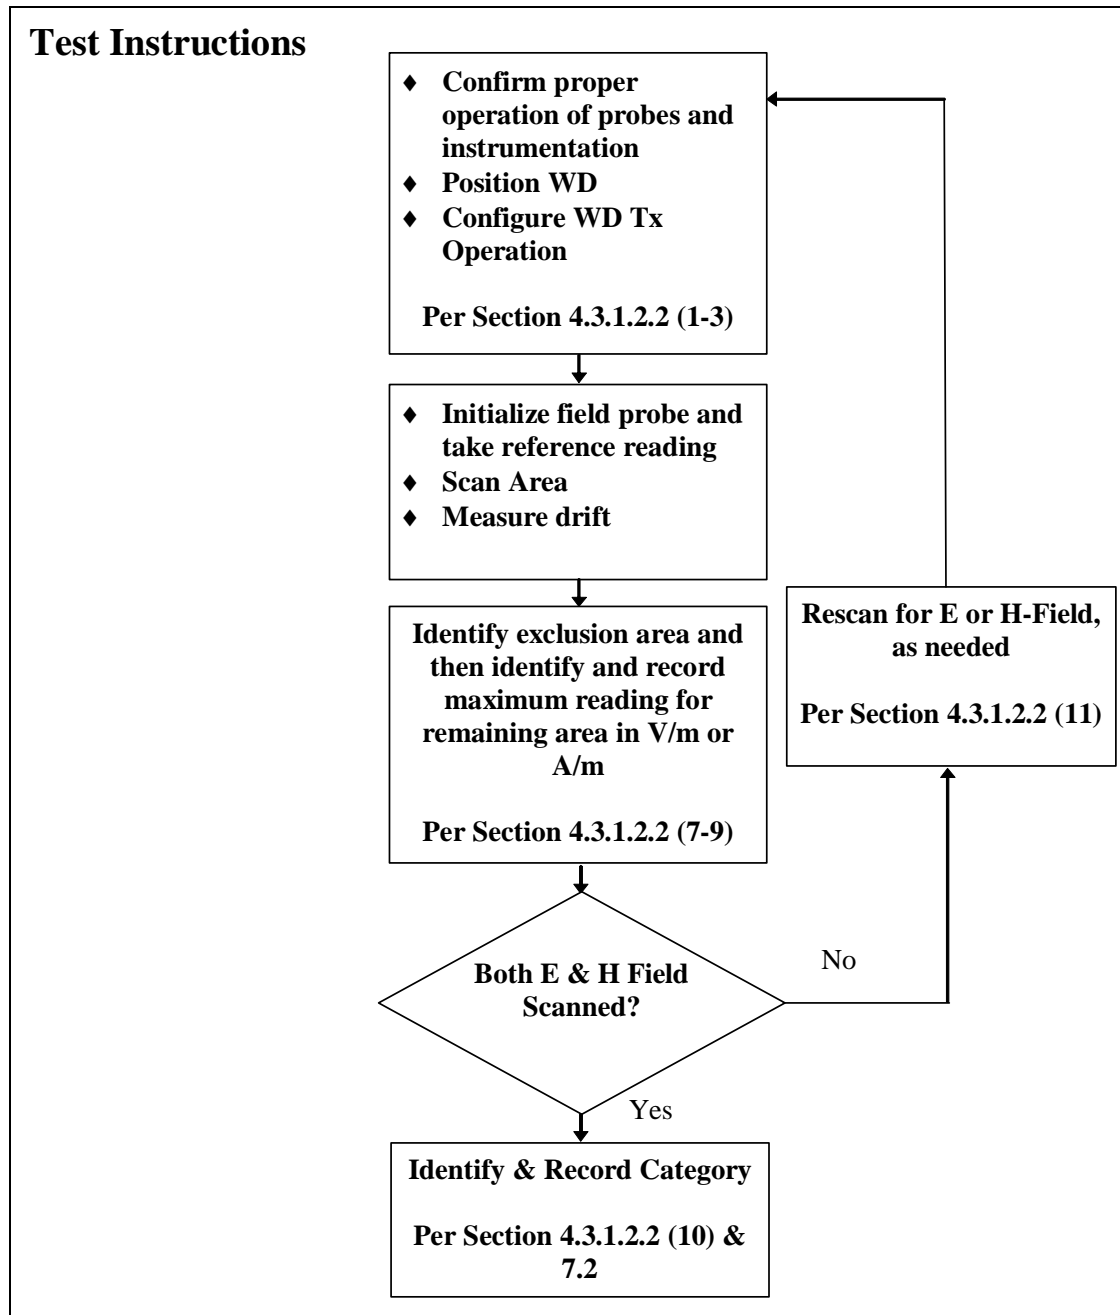 Test Instructions
♦ Confirm proper
operation of probes and
instrumentation
♦ Position WD
♦ Configure WD Tx
Operation
Per Section 4.3.1.2.2 (1-3)
♦ Initialize field probe and
take reference reading
♦ Scan Area
♦ Measure drift
Identify exclusion area and
then identify and record
maximum reading for
remaining area in V/m or
A/m
Per Section 4.3.1.2.2 (7-9)
Rescan for E or H-Field,
as needed
Per Section 4.3.1.2.2 (11)
Both E & H Field
Scanned?
No
Yes
Identify & Record Category
Per Section 4.3.1.2.2 (10) &
7.2